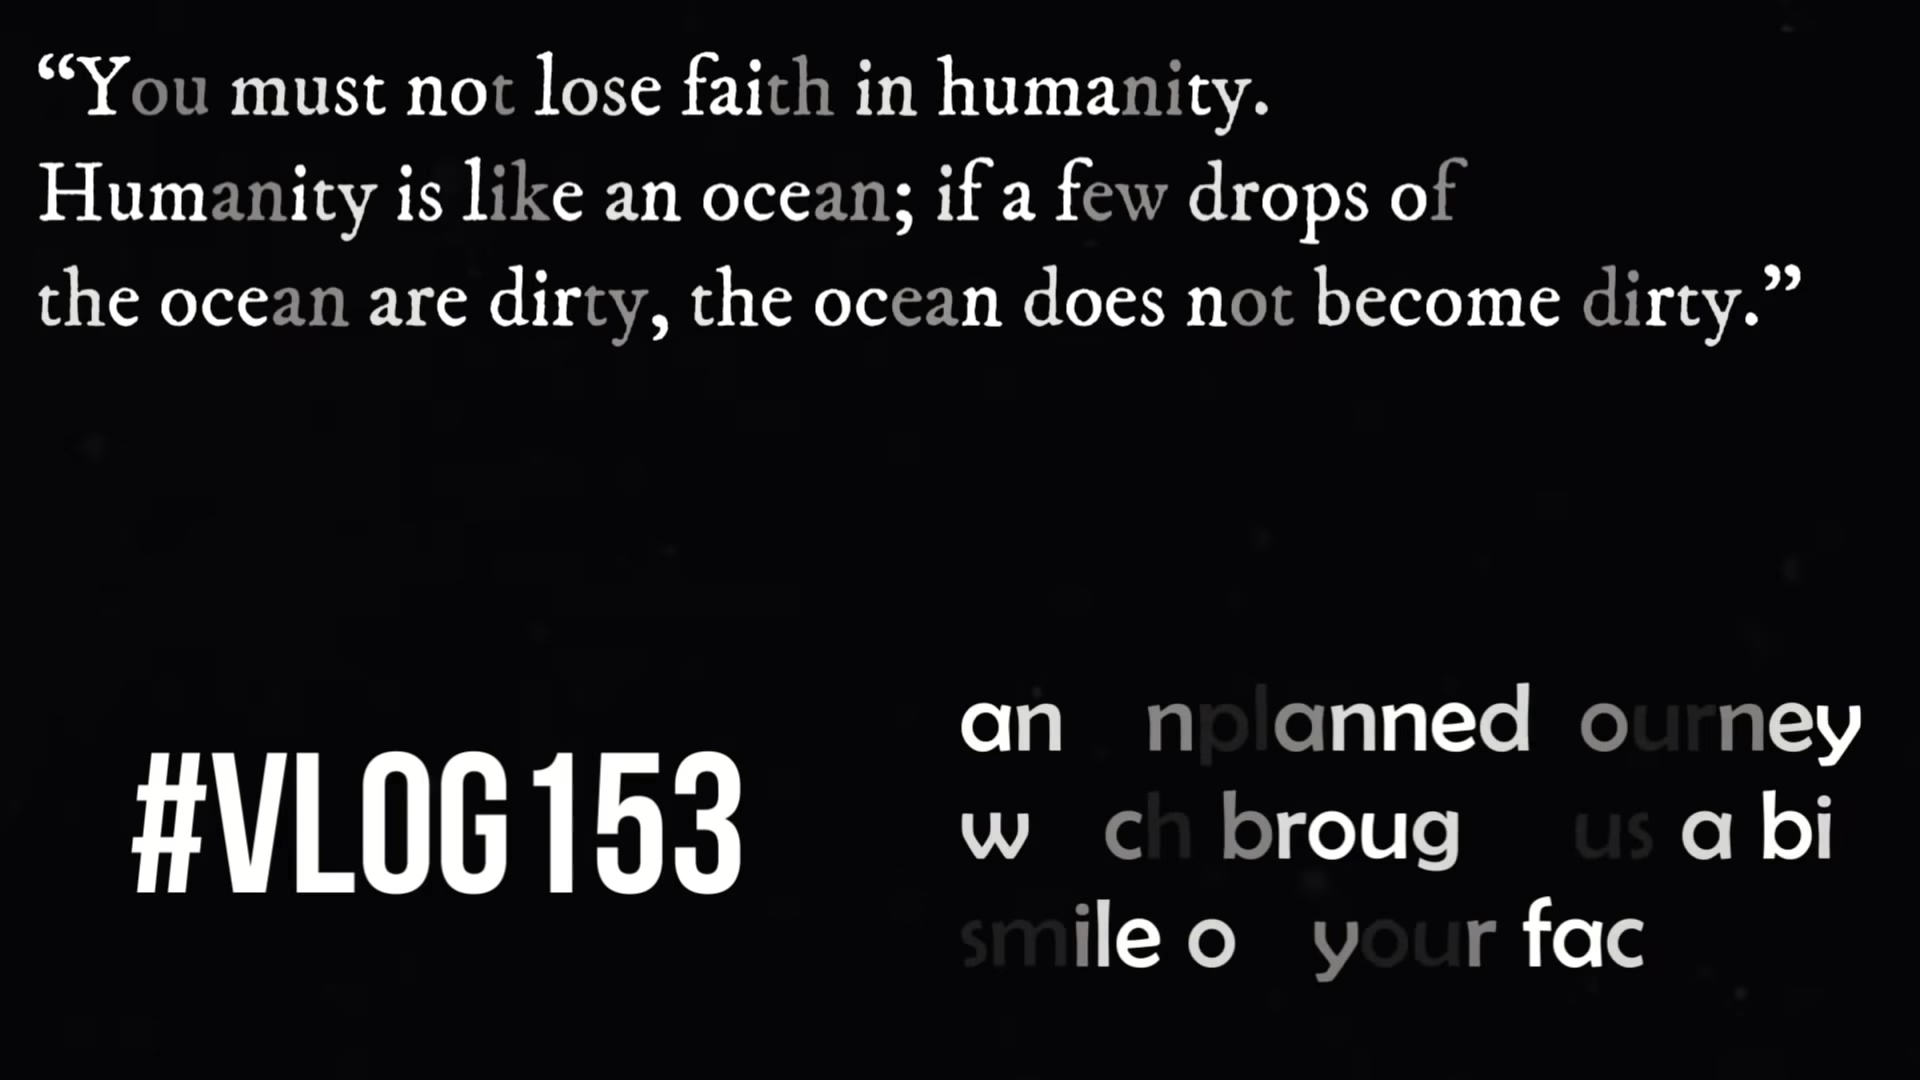 “You must not lose faith in humanity.
Humanity is like an ocean; if a few drops of
the ocean are dirty, the ocean does not become dirty.”
#VLOG153
an nplanned ourney
w ch broug us a bi
smile o your fac